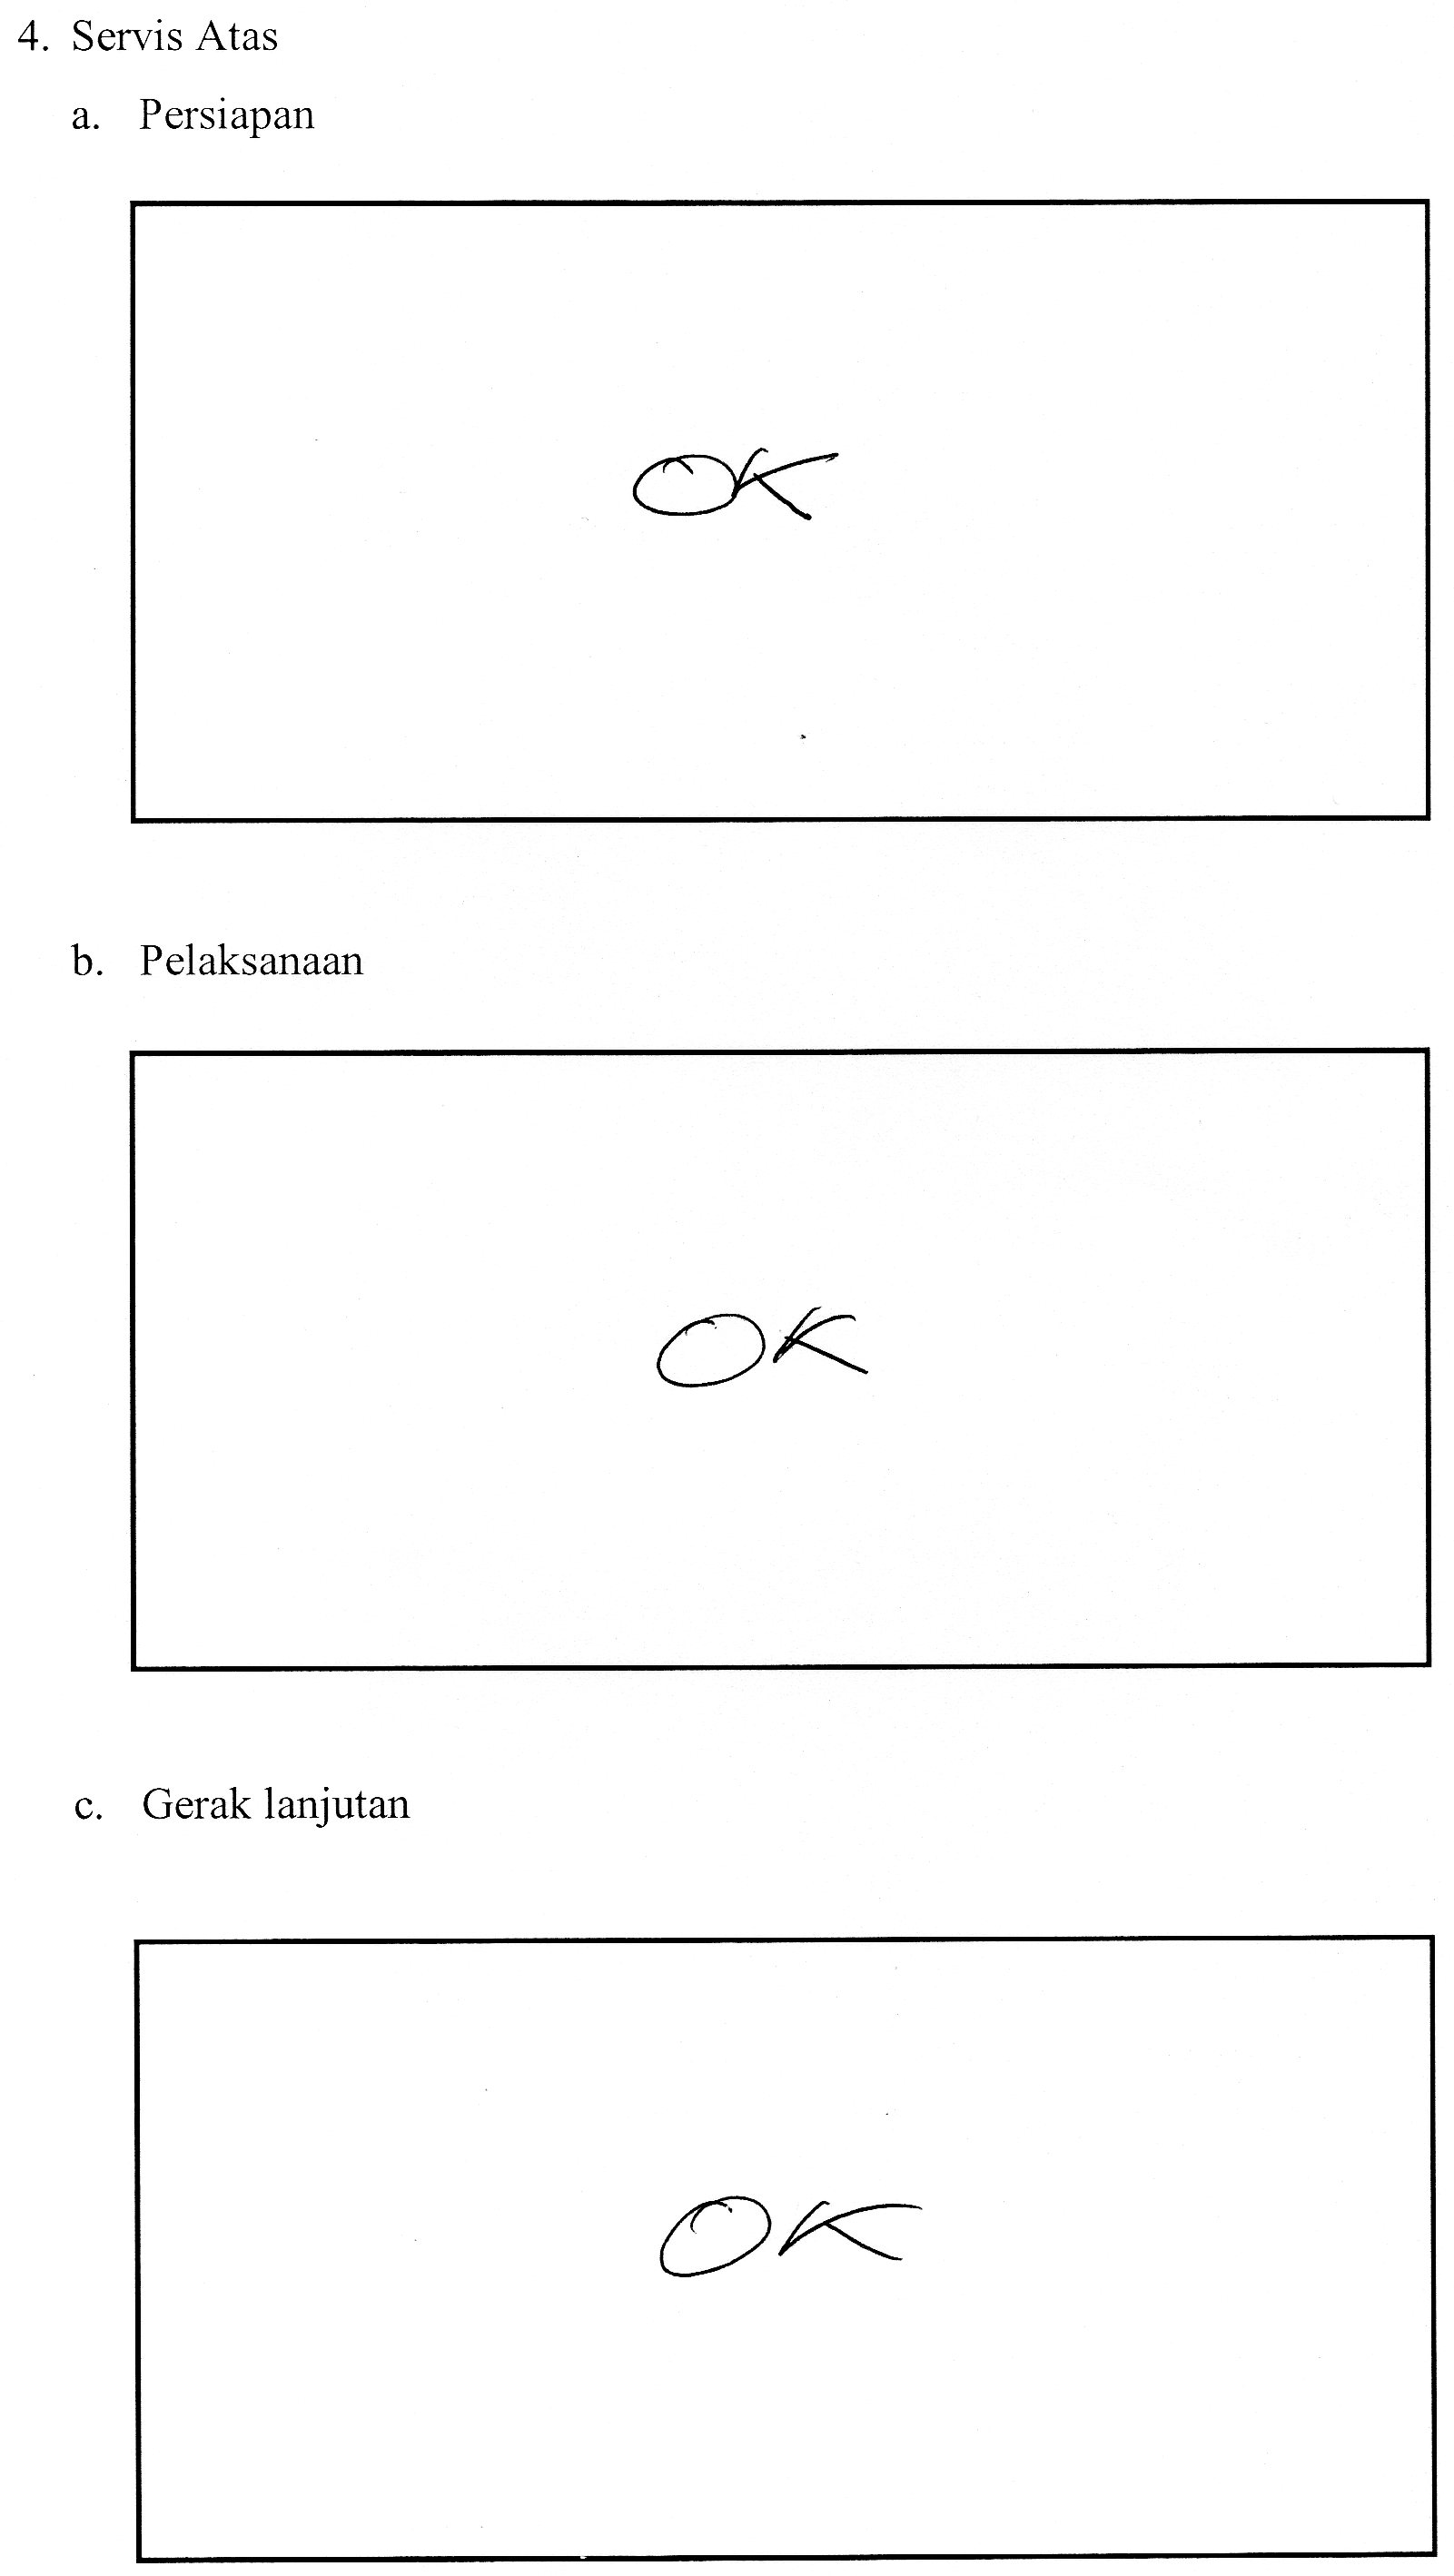 4. Servis Atas
a. Persiapan
OK
b. Pelaksanaan
OK
c. Gerak lanjutan
OK